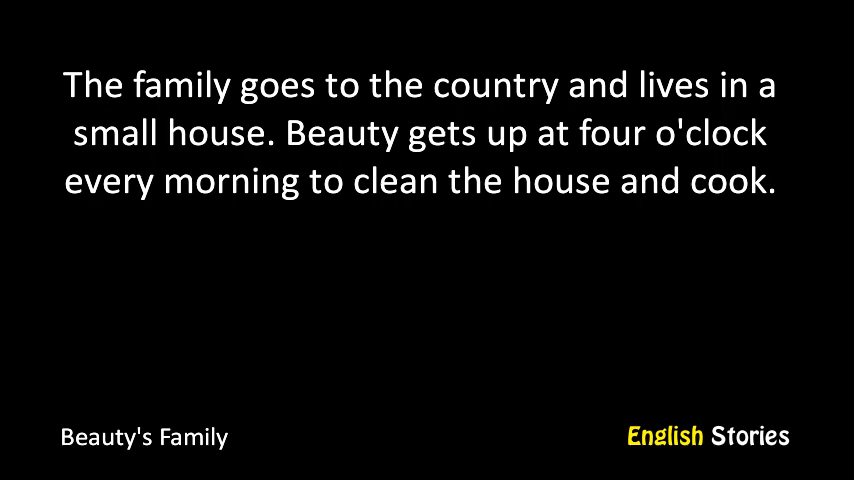 The family goes to the country and lives in a
small house. Beauty gets up at four o'clock
every morning to clean the house and cook.
Beauty's Family
English Stories